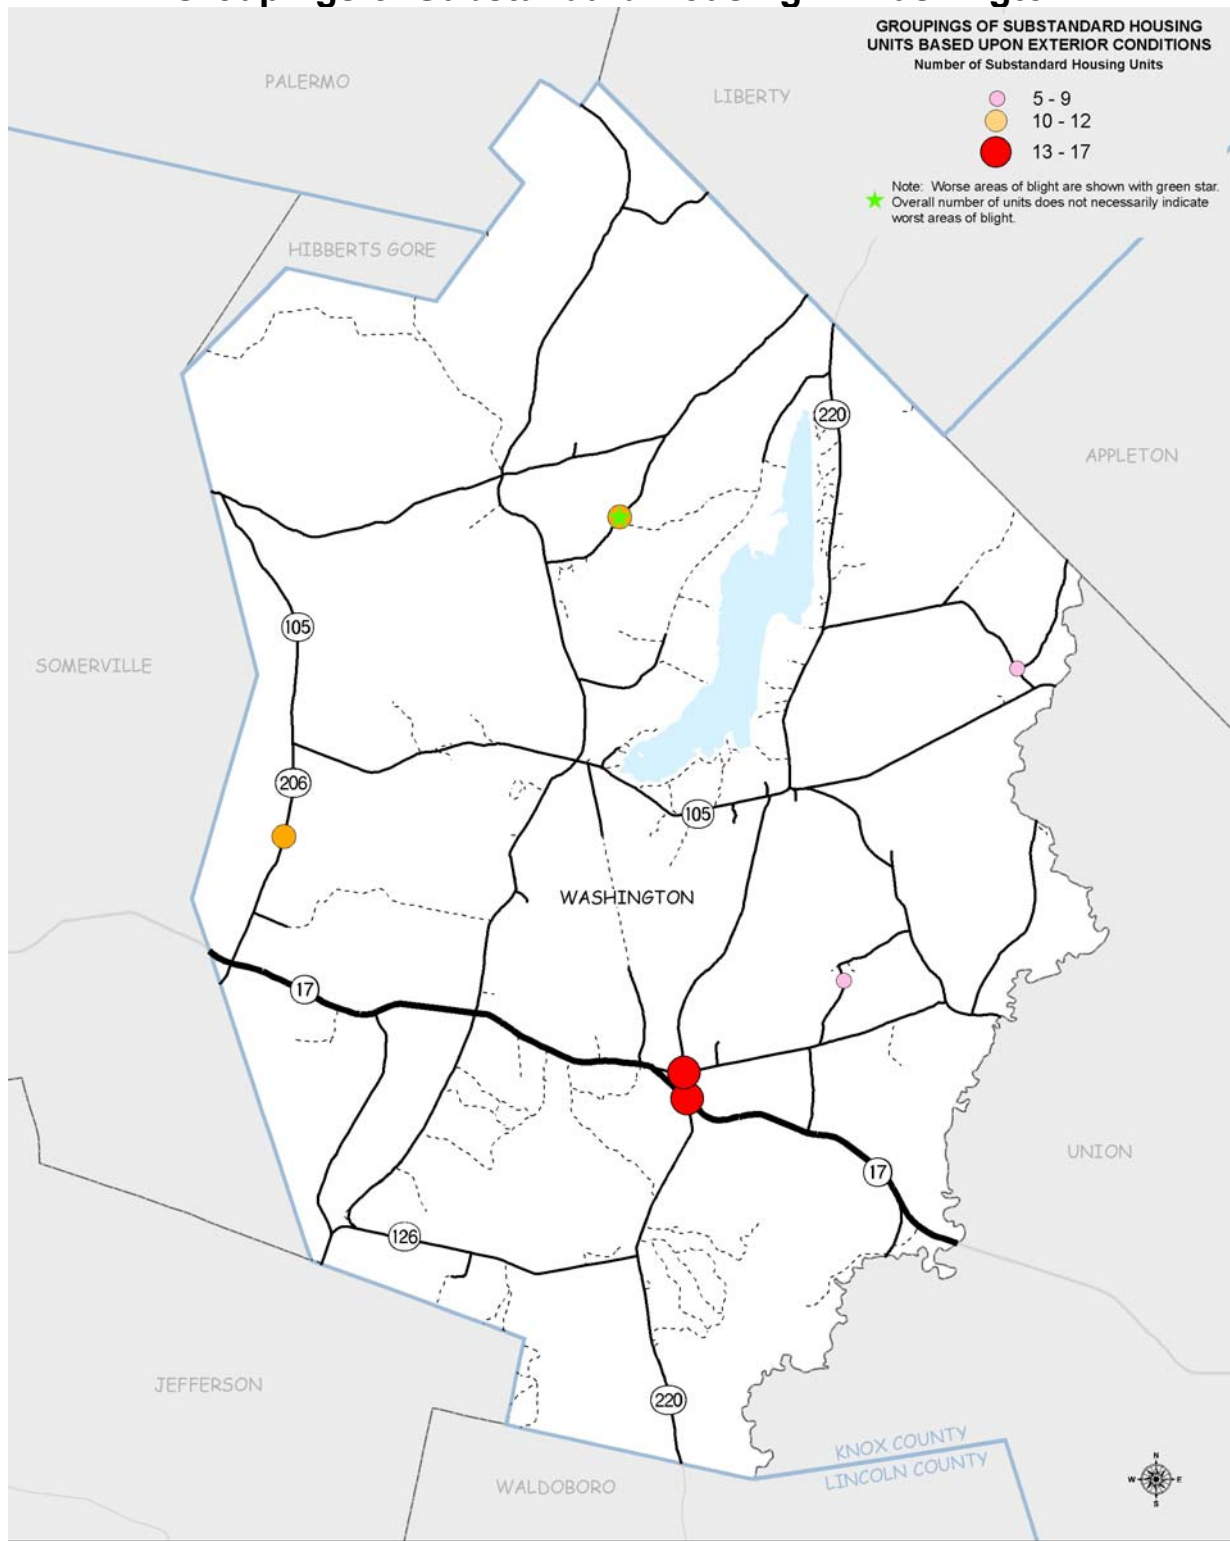 GROUPINGS OF SUBSTANDARD HOUSING
UNITS BASED UPON EXTERIOR CONDITIONS
Number of Substandard Housing Units
5 - 9
10 - 12
13 - 17
Note: Worse areas of blight are shown with green star.
Overall number of units does not necessarily indicate
worst areas of blight.
PALERMO
LIBERTY
HIBBERTS GORE
220
APPLETON
105
SOMERVILLE
206
105
WASHINGTON
17
UNION
17
126
JEFFERSON
220
KNOX COUNTY
LINCOLN COUNTY
WALDOBORO
N
W
E
S